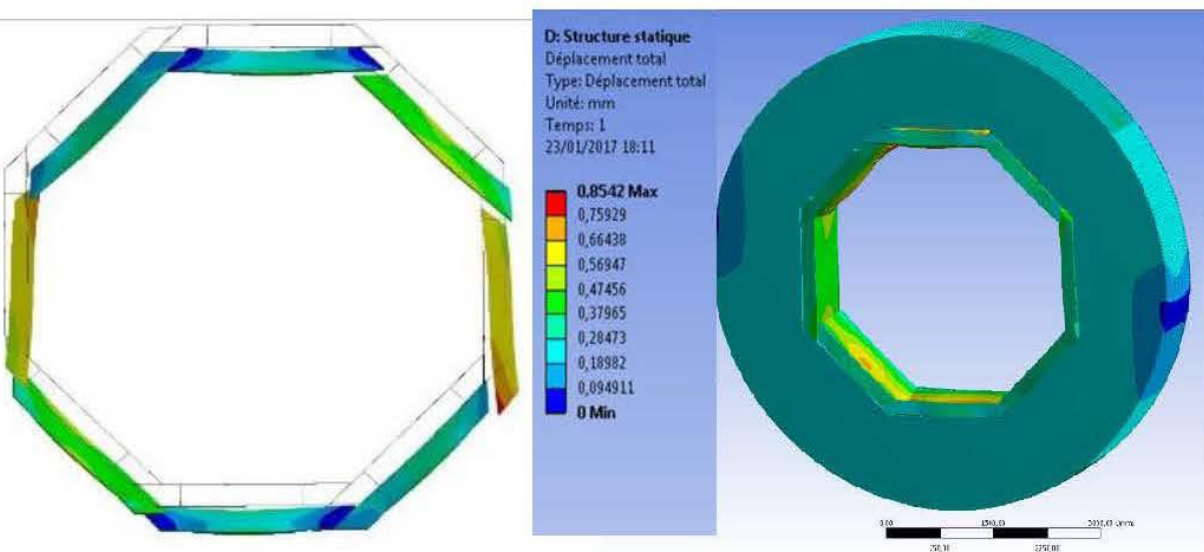 D: Structure statique
Déplacement total
Type: Déplacement total
Unité: mm
Temps: 1
23/01/2017 18:11
0,8542 Max
0,75929
0,66438
0,56947
0,47456
0,37965
0,28473
0,18982
0,094911
0 Min
0,00